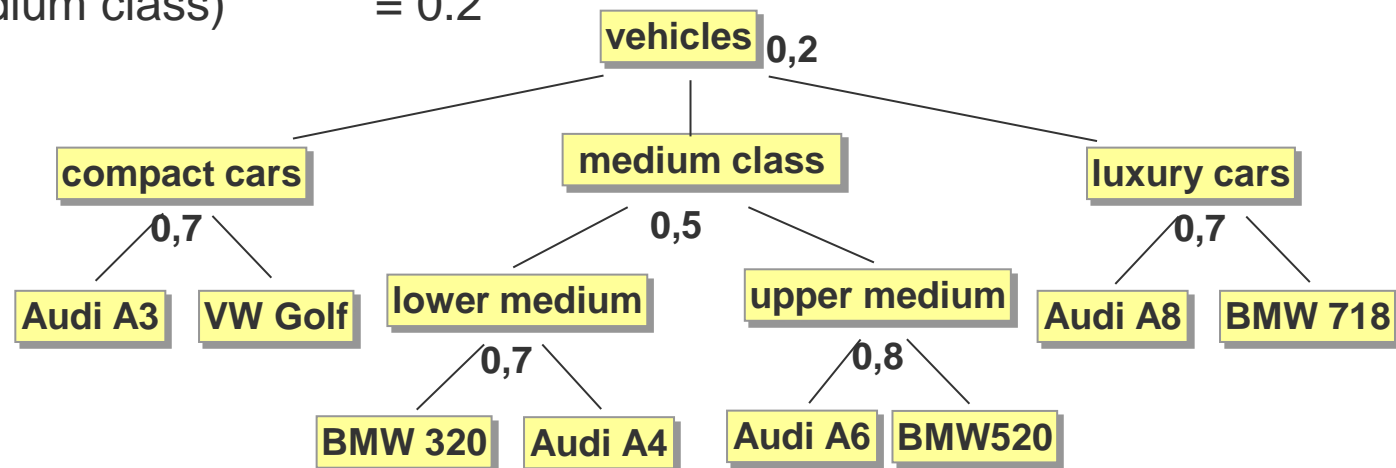 dium class) = 0.2
vehicles 0,2
compact cars medium class luxury cars
0,7 0,5 0,7
Audi A3 VW Golf lower medium upper medium Audi A8 BMW 718
0,7 0,8
BMW 320 Audi A4 Audi A6 BMW520